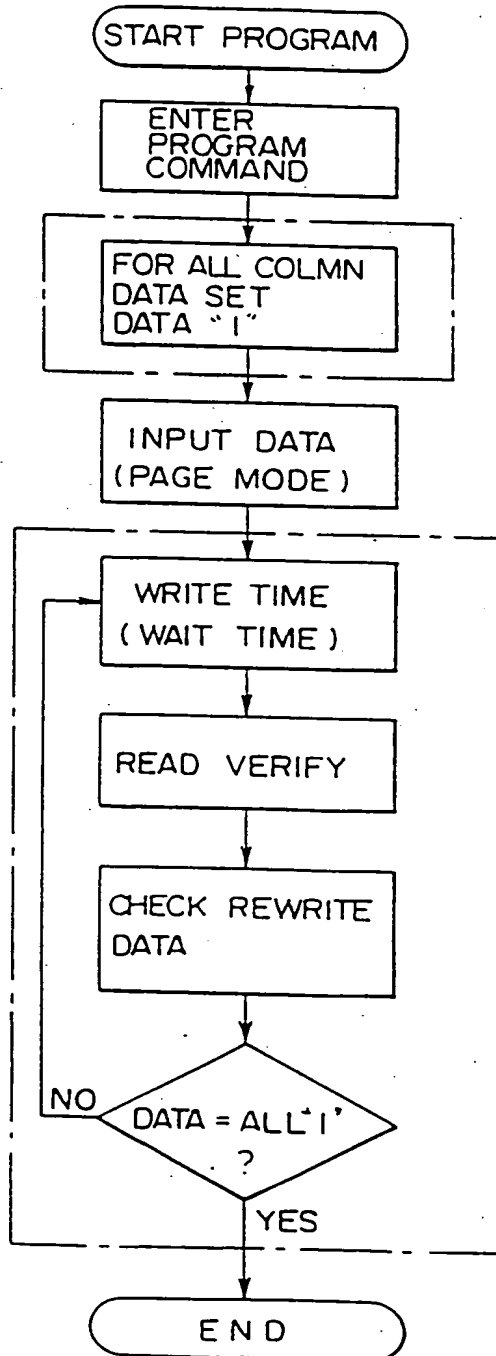 START PROGRAM
ENTER
PROGRAM
COMMAND
FOR ALL COLMN
DATA SET
DATA "1"
INPUT DATA
(PAGE MODE)
WRITE TIME
(WAIT TIME)
READ VERIFY
CHECK REWRITE
DATA
NO
DATA = ALL"1"
?
YES
END